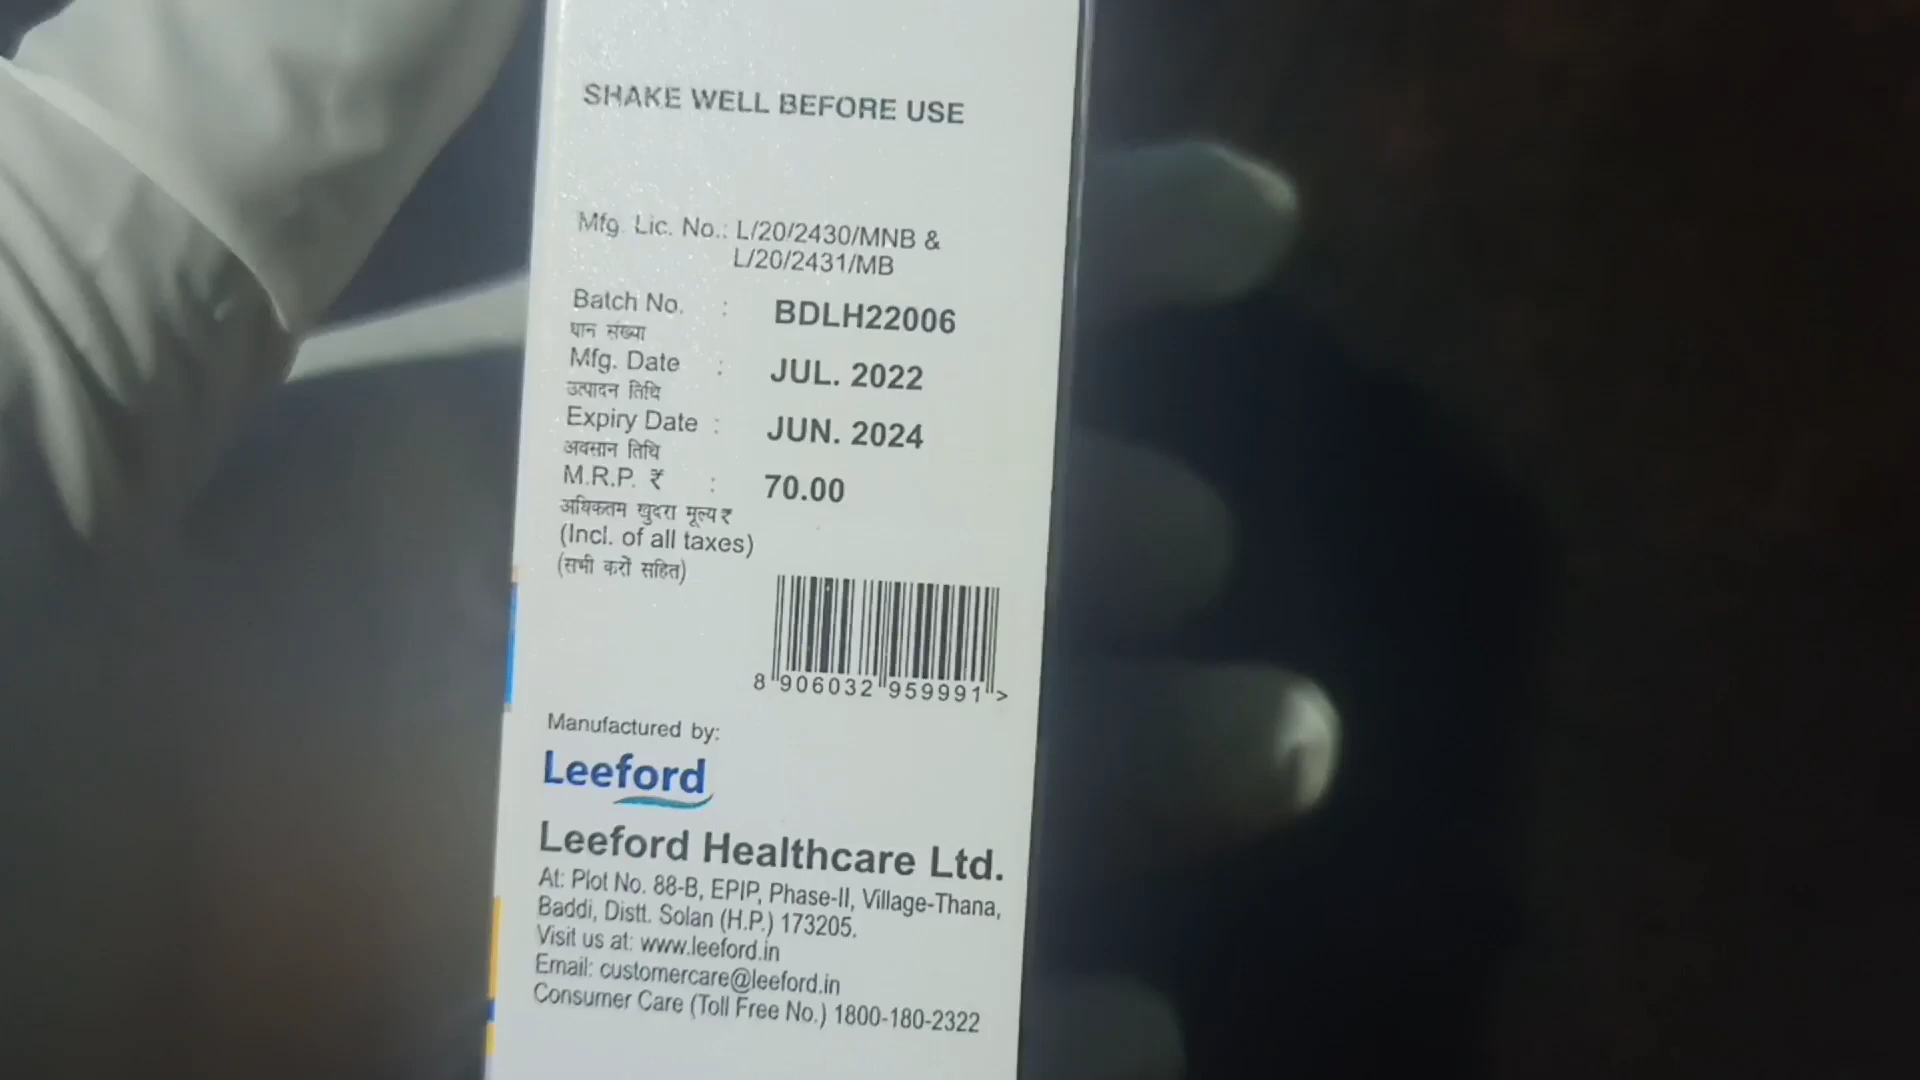 SHAKE WELL BEFORE USE
Mfg. Lic. No.: L/20/2430/MNB &
L/20/2431/MB
Batch No. : BDLH22006
घान संख्या
Mfg. Date : JUL. 2022
उत्पादन तिथि
Expiry Date : JUN. 2024
अवसान तिथि
M.R.P. ₹ : 70.00
अधिकतम खुदरा मूल्य ₹
(Incl. of all taxes)
(सभी करों सहित)
8 906032 959991 >
Manufactured by:
Leeford
Leeford Healthcare Ltd.
At: Plot No. 88-B, EPIP, Phase-II, Village-Thana,
Baddi, Distt. Solan (H.P.) 173205.
Visit us at: www.leeford.in
Email: customercare@leeford.in
Consumer Care (Toll Free No.) 1800-180-2322